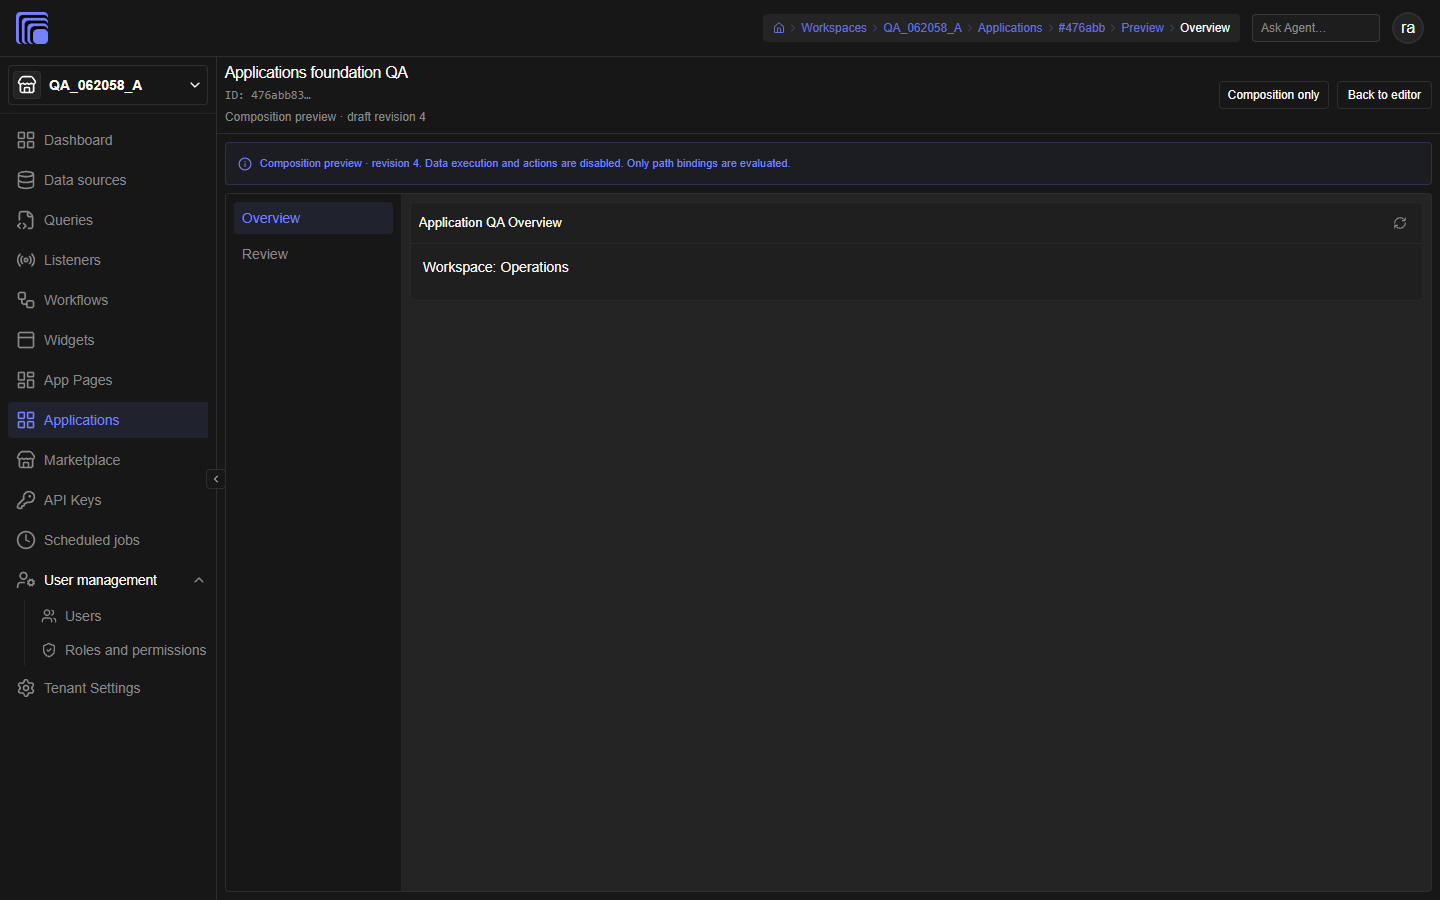 Workspaces > QA_062058_A > Applications > #476abb > Preview > Overview
Ask Agent...
ra
QA_062058_A
Dashboard
Data sources
Queries
Listeners
Workflows
Widgets
App Pages
Applications
Marketplace
API Keys
Scheduled jobs
User management
Users
Roles and permissions
Tenant Settings
Applications foundation QA
ID: 476abb83…
Composition preview · draft revision 4
Composition only
Back to editor
Composition preview · revision 4. Data execution and actions are disabled. Only path bindings are evaluated.
Overview
Review
Application QA Overview
Workspace: Operations